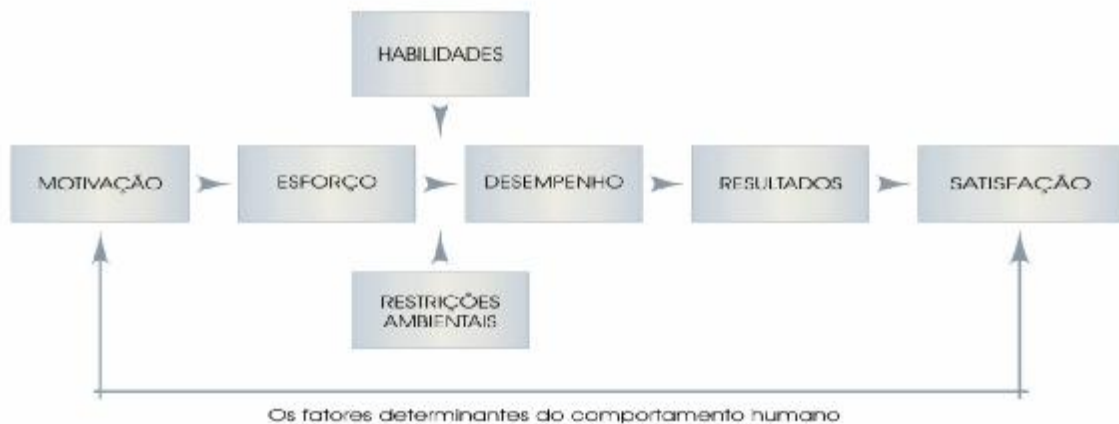 HABILIDADES
MOTIVAÇÃO
ESFORÇO
DESEMPENHO
RESULTADOS
SATISFAÇÃO
RESTRIÇÕES
AMBIENTAIS
Os fatores determinantes do comportamento humano